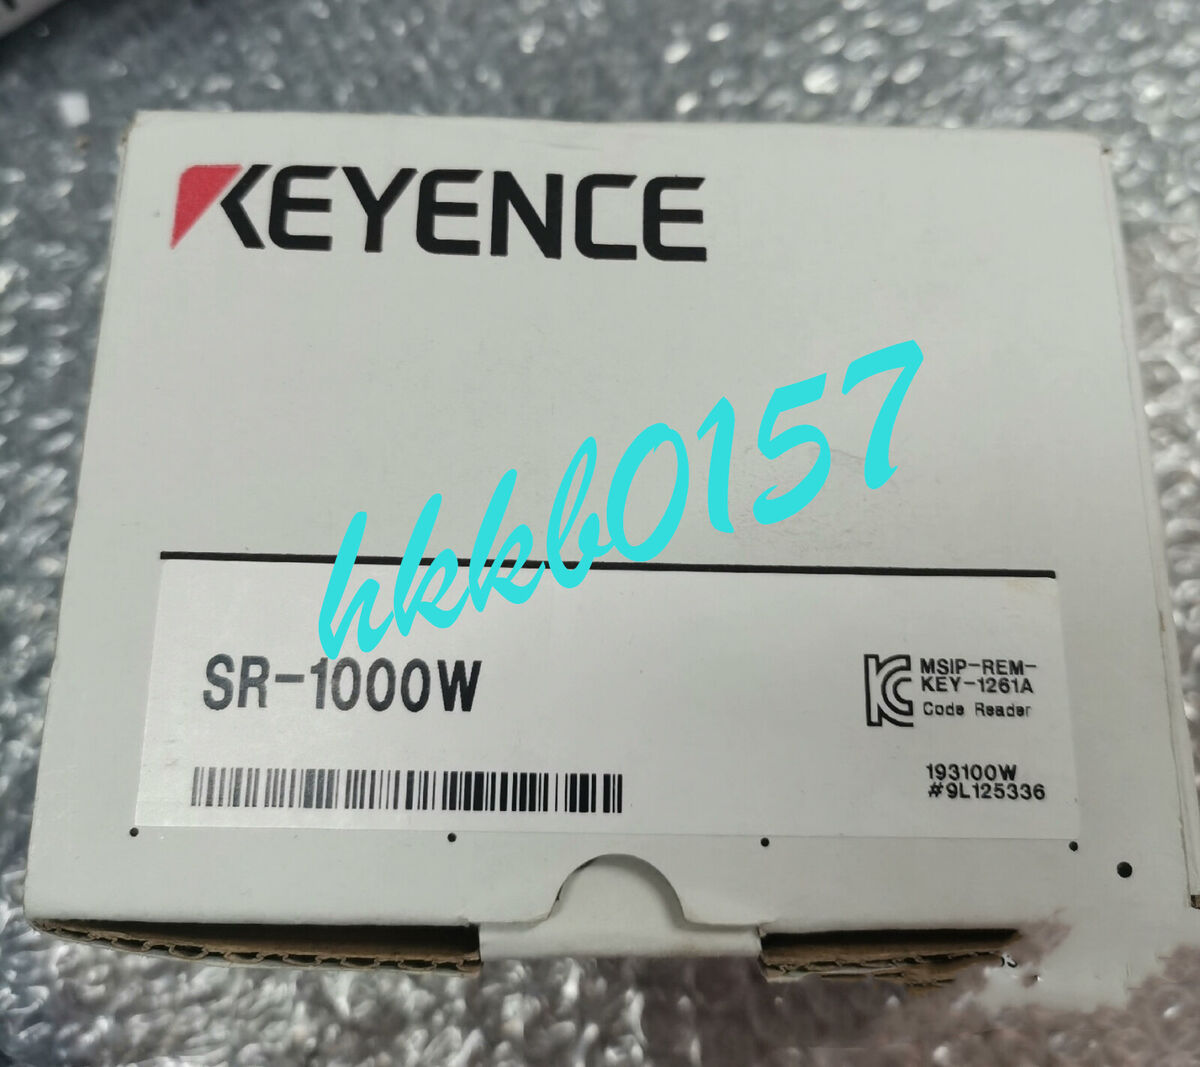 KEYENCE
hkkb0157
SR-1000W
MSIP-REM-
KEY-1261A
Code Reader
193100W
#9L125336